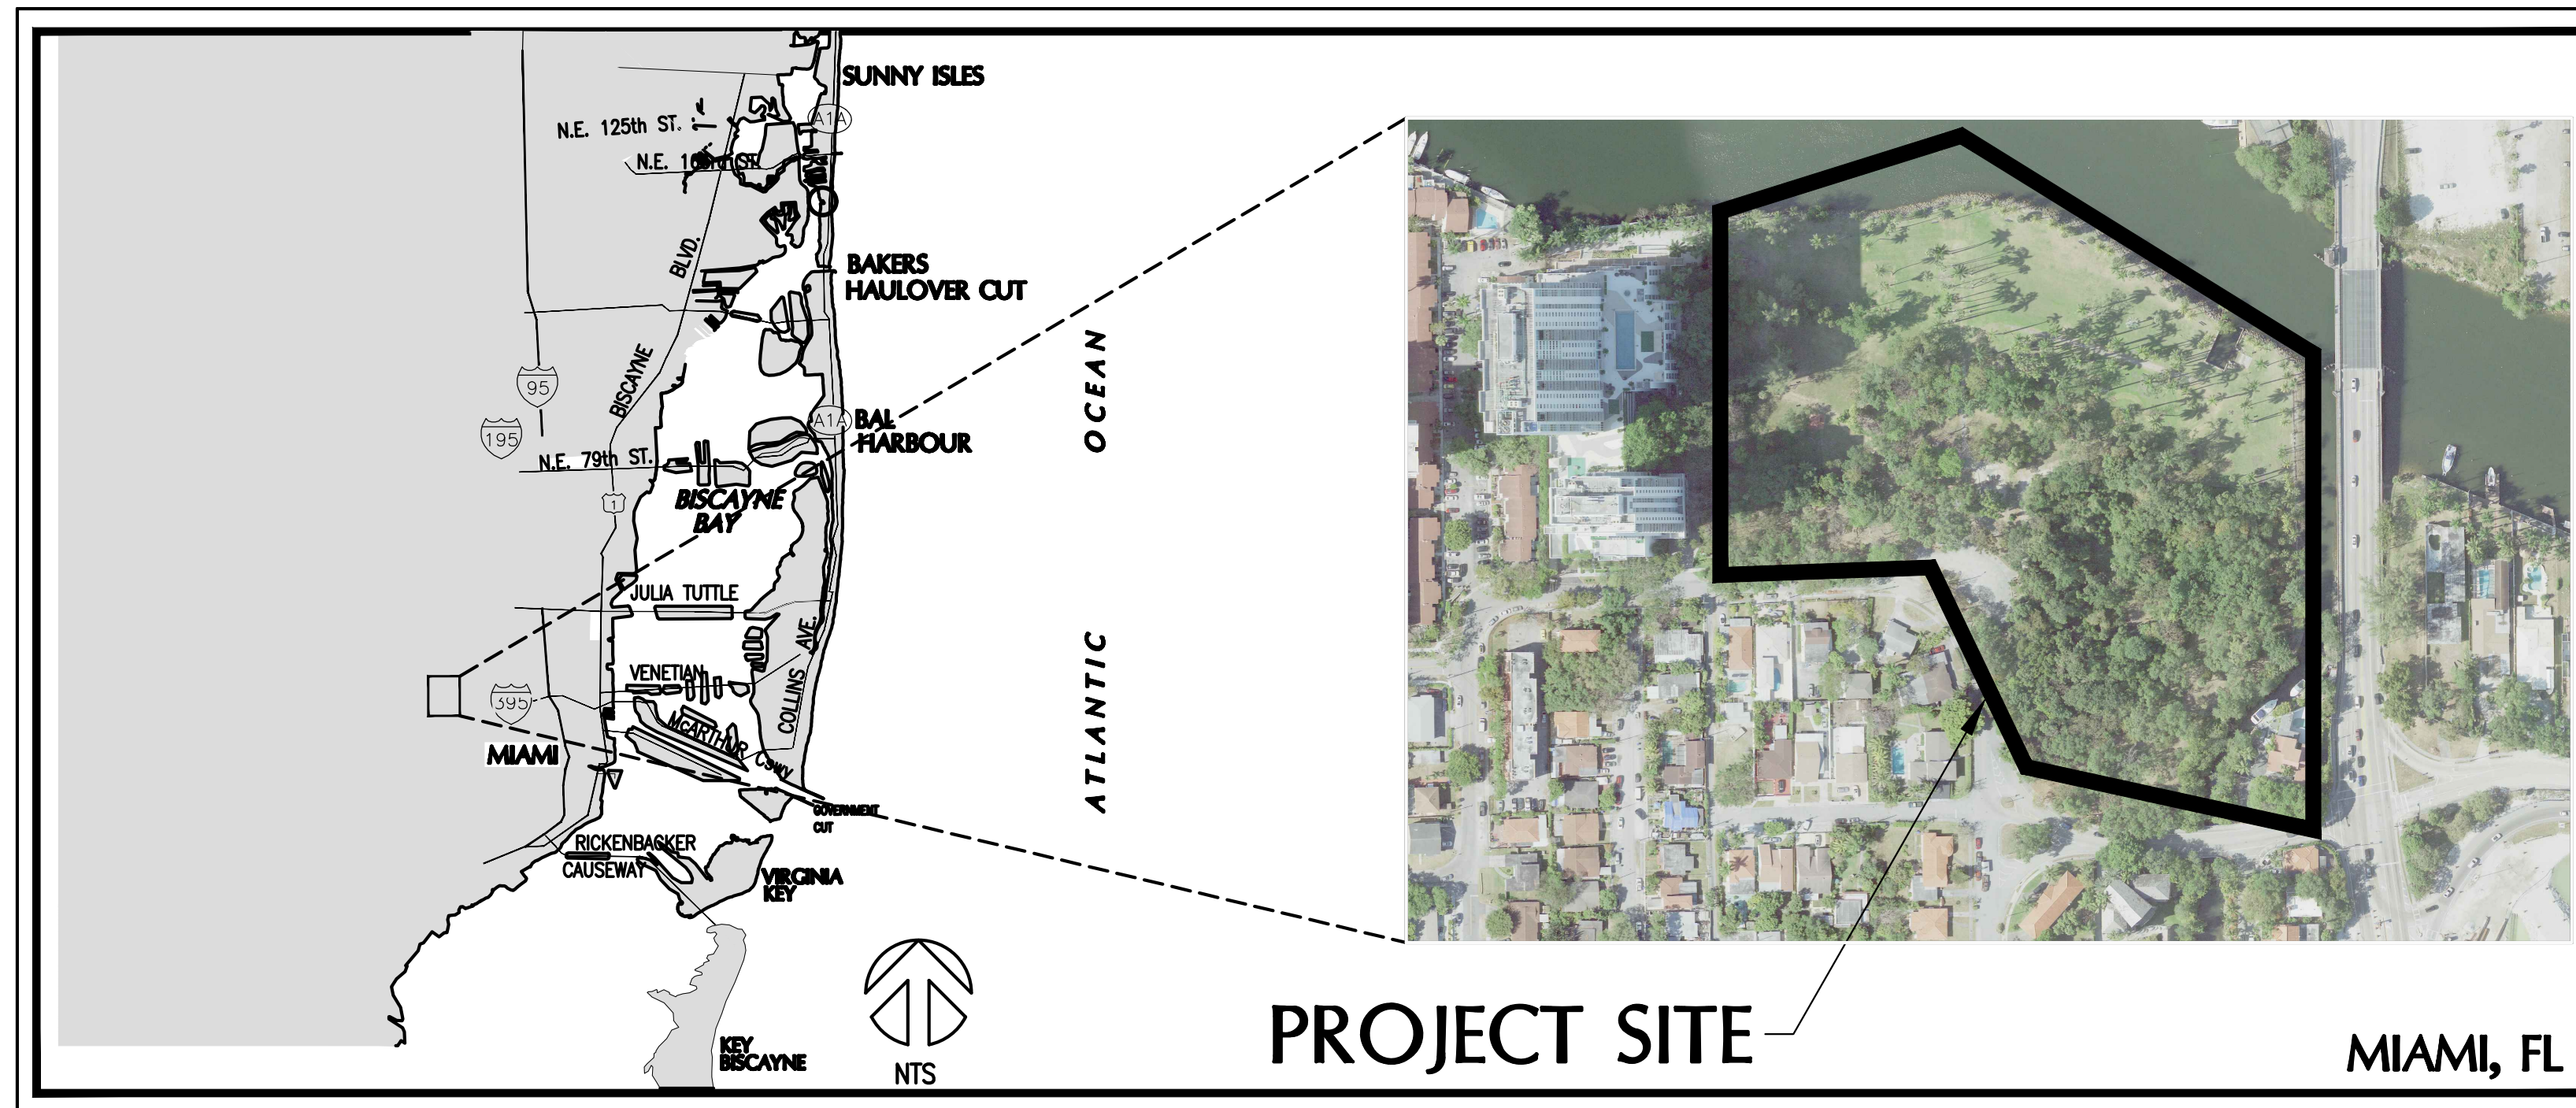 SUNNY ISLES
A1A
N.E. 125th ST.
N.E. ST.
BLVD.
BAKERS
HAULOVER CUT
OCEAN
BISCAYNE
95
A1A
BAL
HARBOUR
195
N.E. 79th ST.
BISCAYNE
BAY
1
JULIA TUTTLE
AVE.
COLLINS
ATLANTIC
VENETIAN
395
McARTHUR CSWY
MIAMI
GOVERNMENT
CUT
RICKENBACKER
CAUSEWAY
VIRGINIA
KEY
KEY
BISCAYNE
NTS
PROJECT SITE
MIAMI, FL